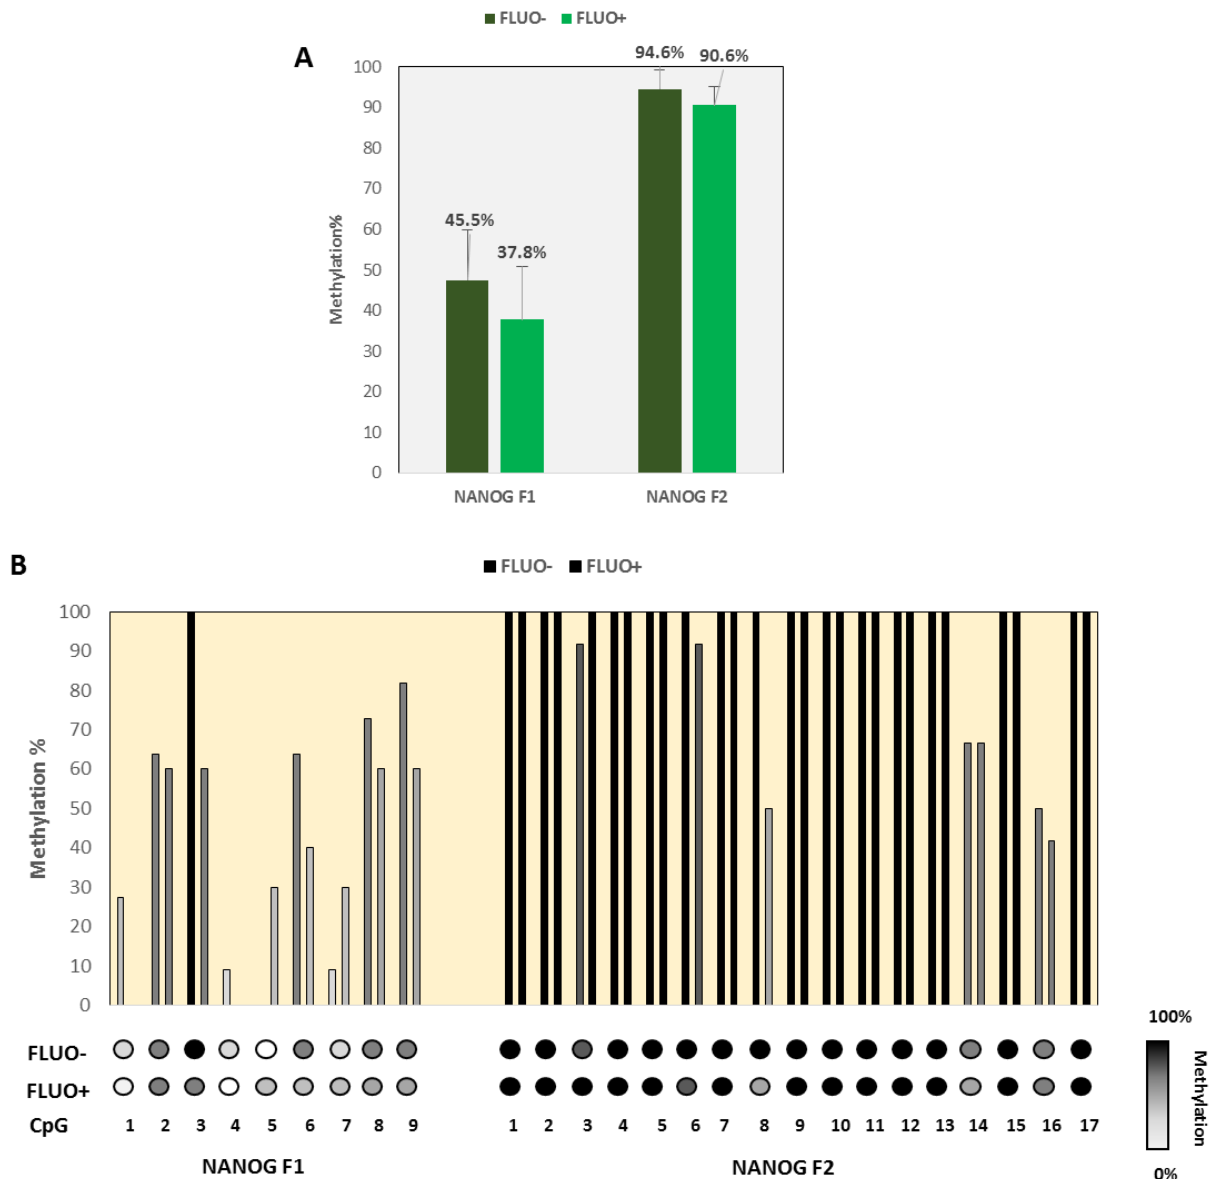 FLUO- FLUO+
A
94.6% 90.6%
45.5%
37.8%
100
90
80
70
60
50
40
30
20
10
0
Methylation%
NANOG F1 NANOG F2
B
FLUO- FLUO+
100
90
80
70
60
50
40
30
20
10
0
Methylation %
100%
Methylation
0%
FLUO-
FLUO+
CpG 1 2 3 4 5 6 7 8 9 1 2 3 4 5 6 7 8 9 10 11 12 13 14 15 16 17
NANOG F1 NANOG F2